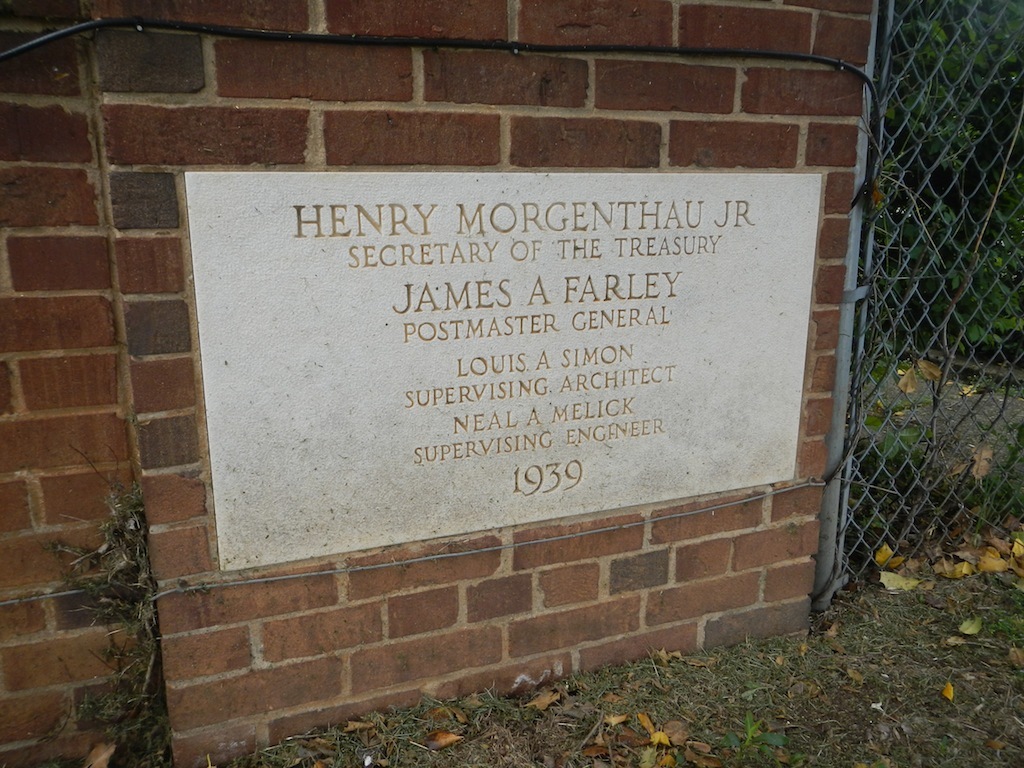 HENRY MORGENTHAU JR
SECRETARY OF THE TREASURY
JAMES A FARLEY
POSTMASTER GENERAL
LOUIS A SIMON
SUPERVISING ARCHITECT
NEAL A MELICK
SUPERVISING ENGINEER
1939